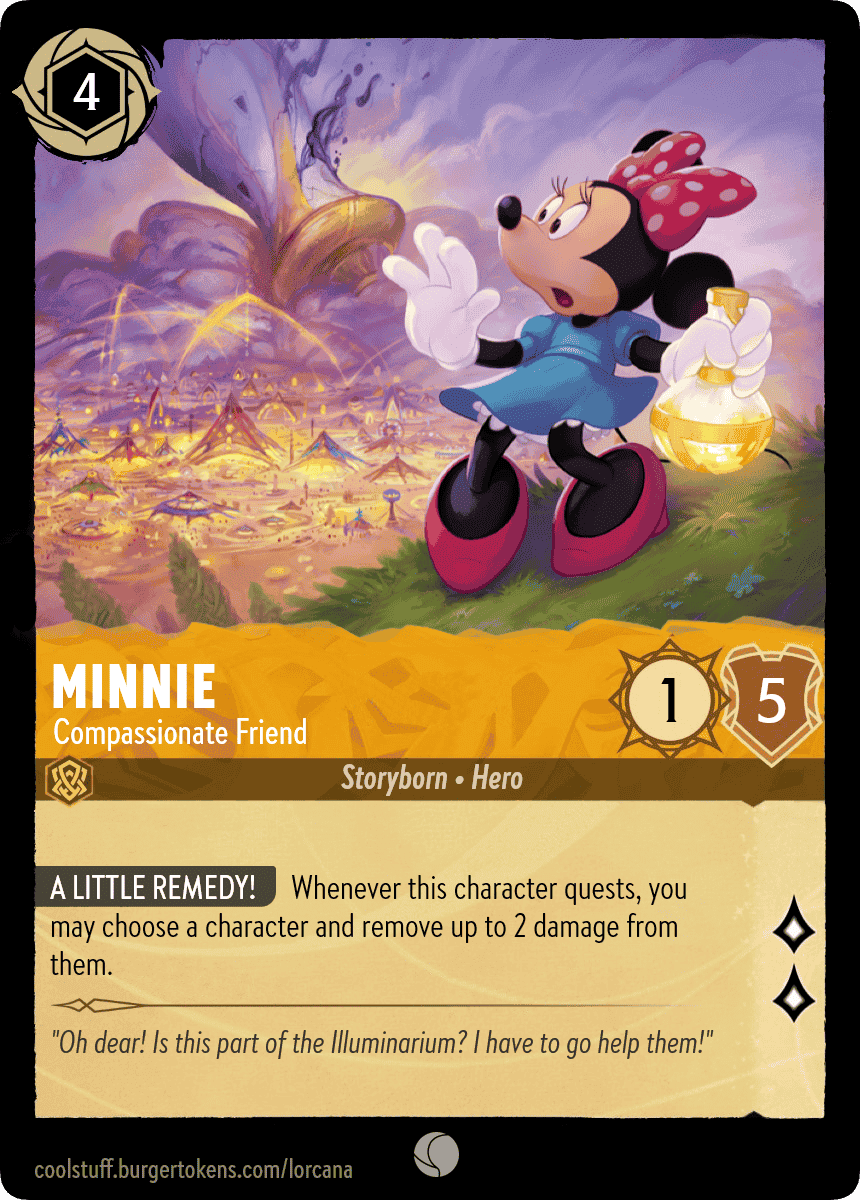 4
MINNIE
Compassionate Friend
1
5
Storyborn • Hero
A LITTLE REMEDY! Whenever this character quests, you
may choose a character and remove up to 2 damage from
them.
"Oh dear! Is this part of the Illuminarium? I have to go help them!"
coolstuff.burgertokens.com/lorcana